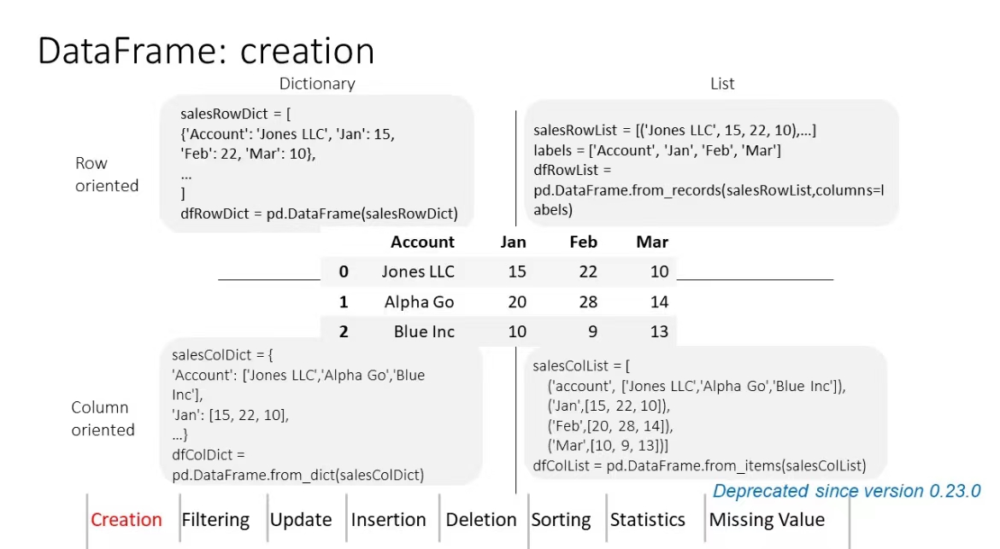 DataFrame: creation
Dictionary
List
Row
oriented
salesRowDict = [
{'Account': 'Jones LLC', 'Jan': 15,
'Feb': 22, 'Mar': 10},
...
]
dfRowDict = pd.DataFrame(salesRowDict)
salesRowList = [('Jones LLC', 15, 22, 10),...]
labels = ['Account', 'Jan', 'Feb', 'Mar']
dfRowList =
pd.DataFrame.from_records(salesRowList,columns=l
abels)
Account Jan Feb Mar
0 Jones LLC 15 22 10
1 Alpha Go 20 28 14
2 Blue Inc 10 9 13
Column
oriented
salesColDict = {
'Account': ['Jones LLC','Alpha Go','Blue
Inc'],
'Jan': [15, 22, 10],
...}
dfColDict =
pd.DataFrame.from_dict(salesColDict)
salesColList = [
('account', ['Jones LLC','Alpha Go','Blue Inc']),
('Jan',[15, 22, 10]),
('Feb',[20, 28, 14]),
('Mar',[10, 9, 13])]
dfColList = pd.DataFrame.from_items(salesColList)
Deprecated since version 0.23.0
Creation Filtering Update Insertion Deletion Sorting Statistics Missing Value